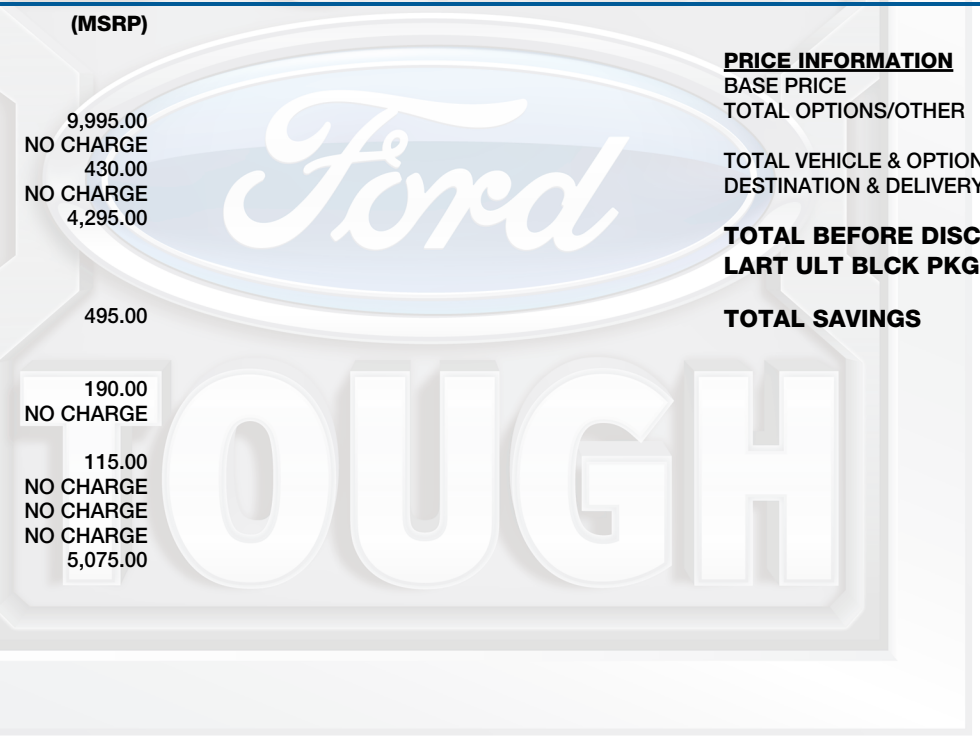 (MSRP)
9,995.00
NO CHARGE
430.00
NO CHARGE
4,295.00
495.00
190.00
NO CHARGE
115.00
NO CHARGE
NO CHARGE
NO CHARGE
5,075.00
PRICE INFORMATION
BASE PRICE
TOTAL OPTIONS/OTHER
TOTAL VEHICLE & OPTION
DESTINATION & DELIVERY
TOTAL BEFORE DISC
LART ULT BLCK PKG
TOTAL SAVINGS
Ford
TOUGH